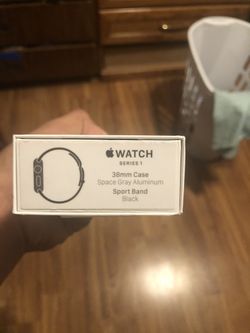 WATCH
SERIES 1
38mm Case
Space Gray Aluminum
Sport Band
Black